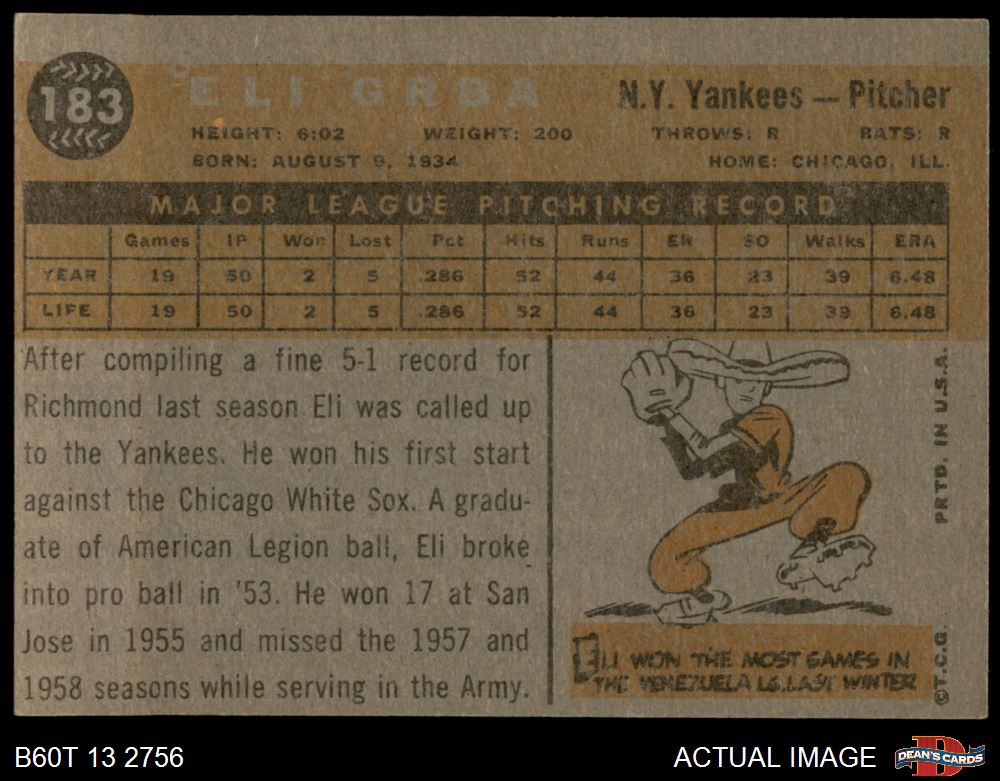 183
ELI GRBA
N.Y. Yankees — Pitcher
HEIGHT: 6:02 WEIGHT: 200 THROWS: R BATS: R
BORN: AUGUST 9, 1934 HOME: CHICAGO, ILL.
MAJOR LEAGUE PITCHING RECORD
Games IP Won Lost Pct Hits Runs ER SO Walks ERA
YEAR 19 50 2 5 .286 52 44 36 23 39 6.48
LIFE 19 50 2 5 .286 52 44 36 23 39 6.48
After compiling a fine 5-1 record for
Richmond last season Eli was called up
to the Yankees. He won his first start
against the Chicago White Sox. A gradu-
ate of American Legion ball, Eli broke
into pro ball in '53. He won 17 at San
Jose in 1955 and missed the 1957 and
1958 seasons while serving in the Army.
ELI WON THE MOST GAMES IN
THE VENEZUELA LG. LAST WINTER
©T.C.G. PRTD. IN U.S.A.
B60T 13 2756
ACTUAL IMAGE
D
DEAN'S CARDS